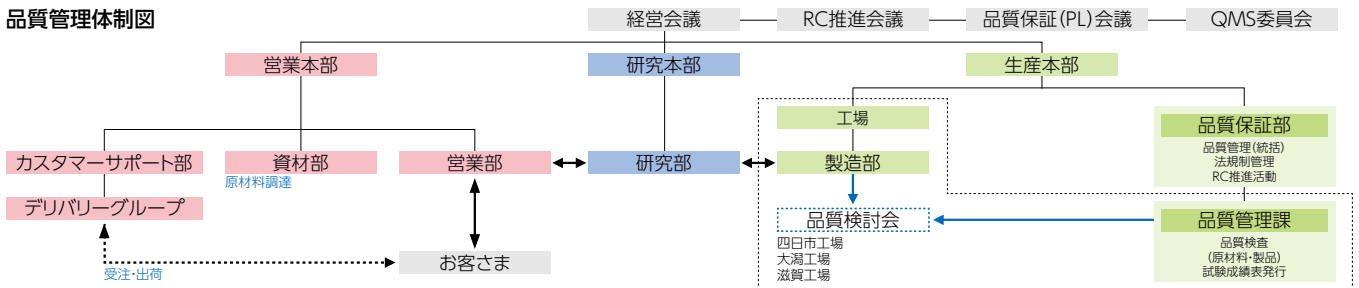 品質管理体制図
経営会議
RC推進会議
品質保証(PL)会議
QMS委員会
営業本部
研究本部
生産本部
工場
品質保証部
品質管理(統括)
法規制管理
RC推進活動
カスタマーサポート部
資材部
原材料調達
営業部
研究部
製造部
デリバリーグループ
品質検討会
四日市工場
大潟工場
滋賀工場
品質管理課
品質検査
(原材料・製品)
試験成績表発行
お客さま
受注・出荷